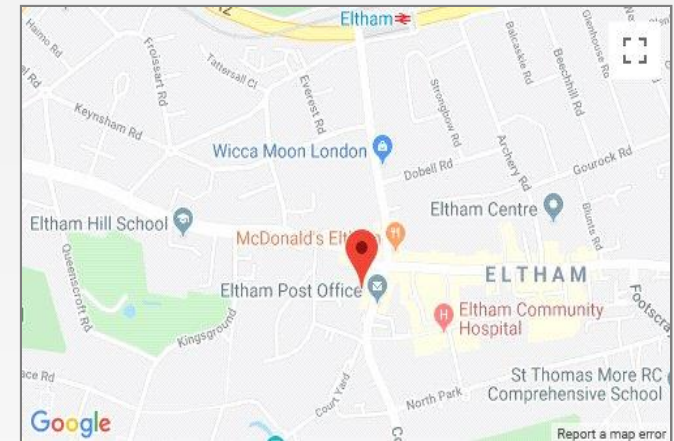 Eltham
Haimo Rd
Froissart Rd
Tattersall Cl
Everest Rd
Keynsham Rd
Balcaskie Rd
Glenhouse Rd
Beechhill Rd
Strongbow Rd
Archery Rd
Wicca Moon London
Dobell Rd
Gourock Rd
Eltham Hill School
McDonald's
Eltham Centre
Blunts Rd
Queenscroft Rd
ELTHAM
Eltham Post Office
Eltham Community
Hospital
Kingsground
St Thomas More RC
Comprehensive School
North Park
Court Yard
Google
Report a map error